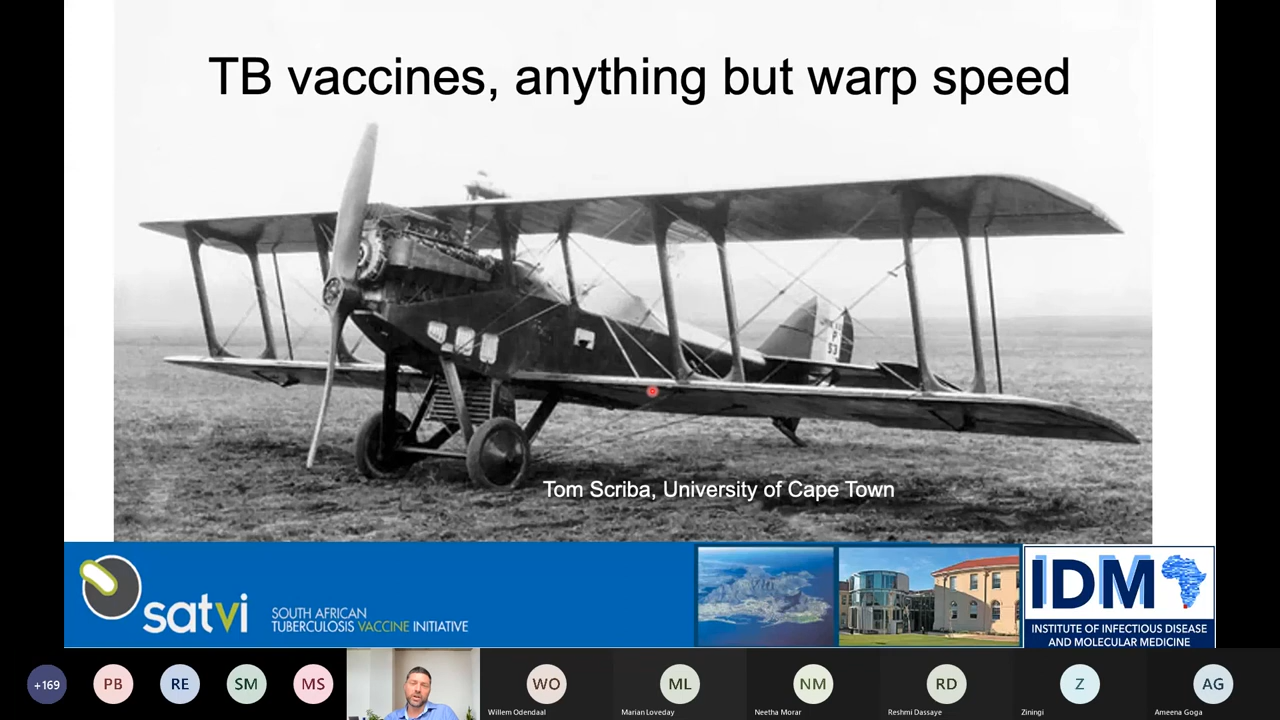 TB vaccines, anything but warp speed
P
53
Tom Scriba, University of Cape Town
satvi
SOUTH AFRICAN
TUBERCULOSIS VACCINE INITIATIVE
IDM
INSTITUTE OF INFECTIOUS DISEASE
AND MOLECULAR MEDICINE
+169
PB
RE
SM
MS
WO
ML
NM
RD
Z
AG
Willem Odendaal
Marian Loveday
Neetha Morar
Reshmi Dassaye
Ziningi
Ameena Goga